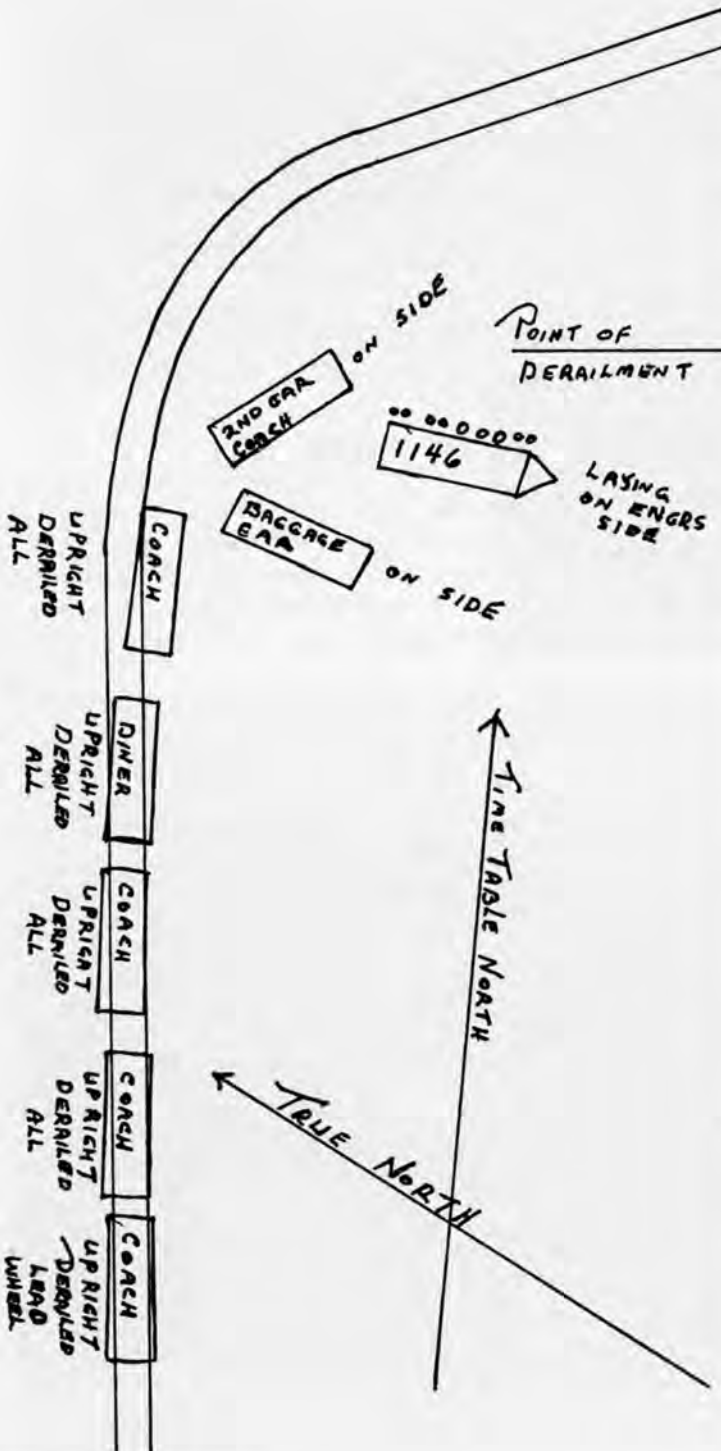 POINT OF
DERAILMENT
ON SIDE
2ND CAR
COACH
1146
LAYING
ON ENGRS
SIDE
BAGGAGE
CAR
ON SIDE
COACH
UPRIGHT
DERAILED
ALL
DINER
UPRIGHT
DERAILED
ALL
COACH
UPRIGHT
DERAILED
ALL
COACH
UPRIGHT
DERAILED
ALL
COACH
UPRIGHT
DERAILED
LEAD
WHEEL
TIME TABLE NORTH
TRUE NORTH